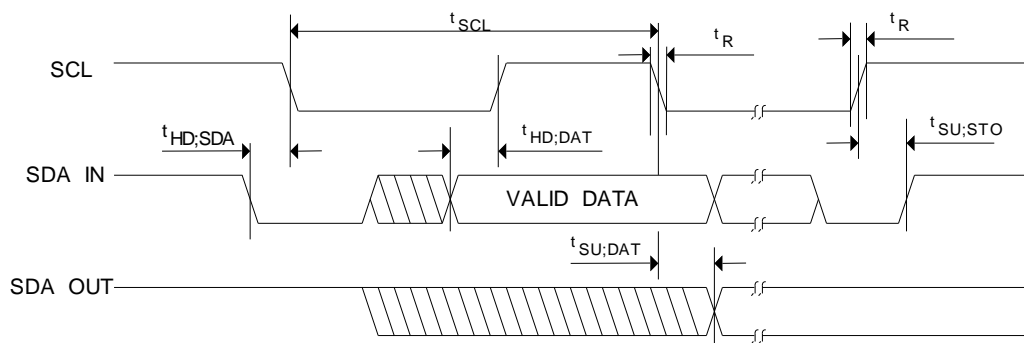 tSCL
tR
tR
SCL
tHD;SDA
tHD;DAT
tSU;STO
SDA IN
VALID DATA
tSU;DAT
SDA OUT